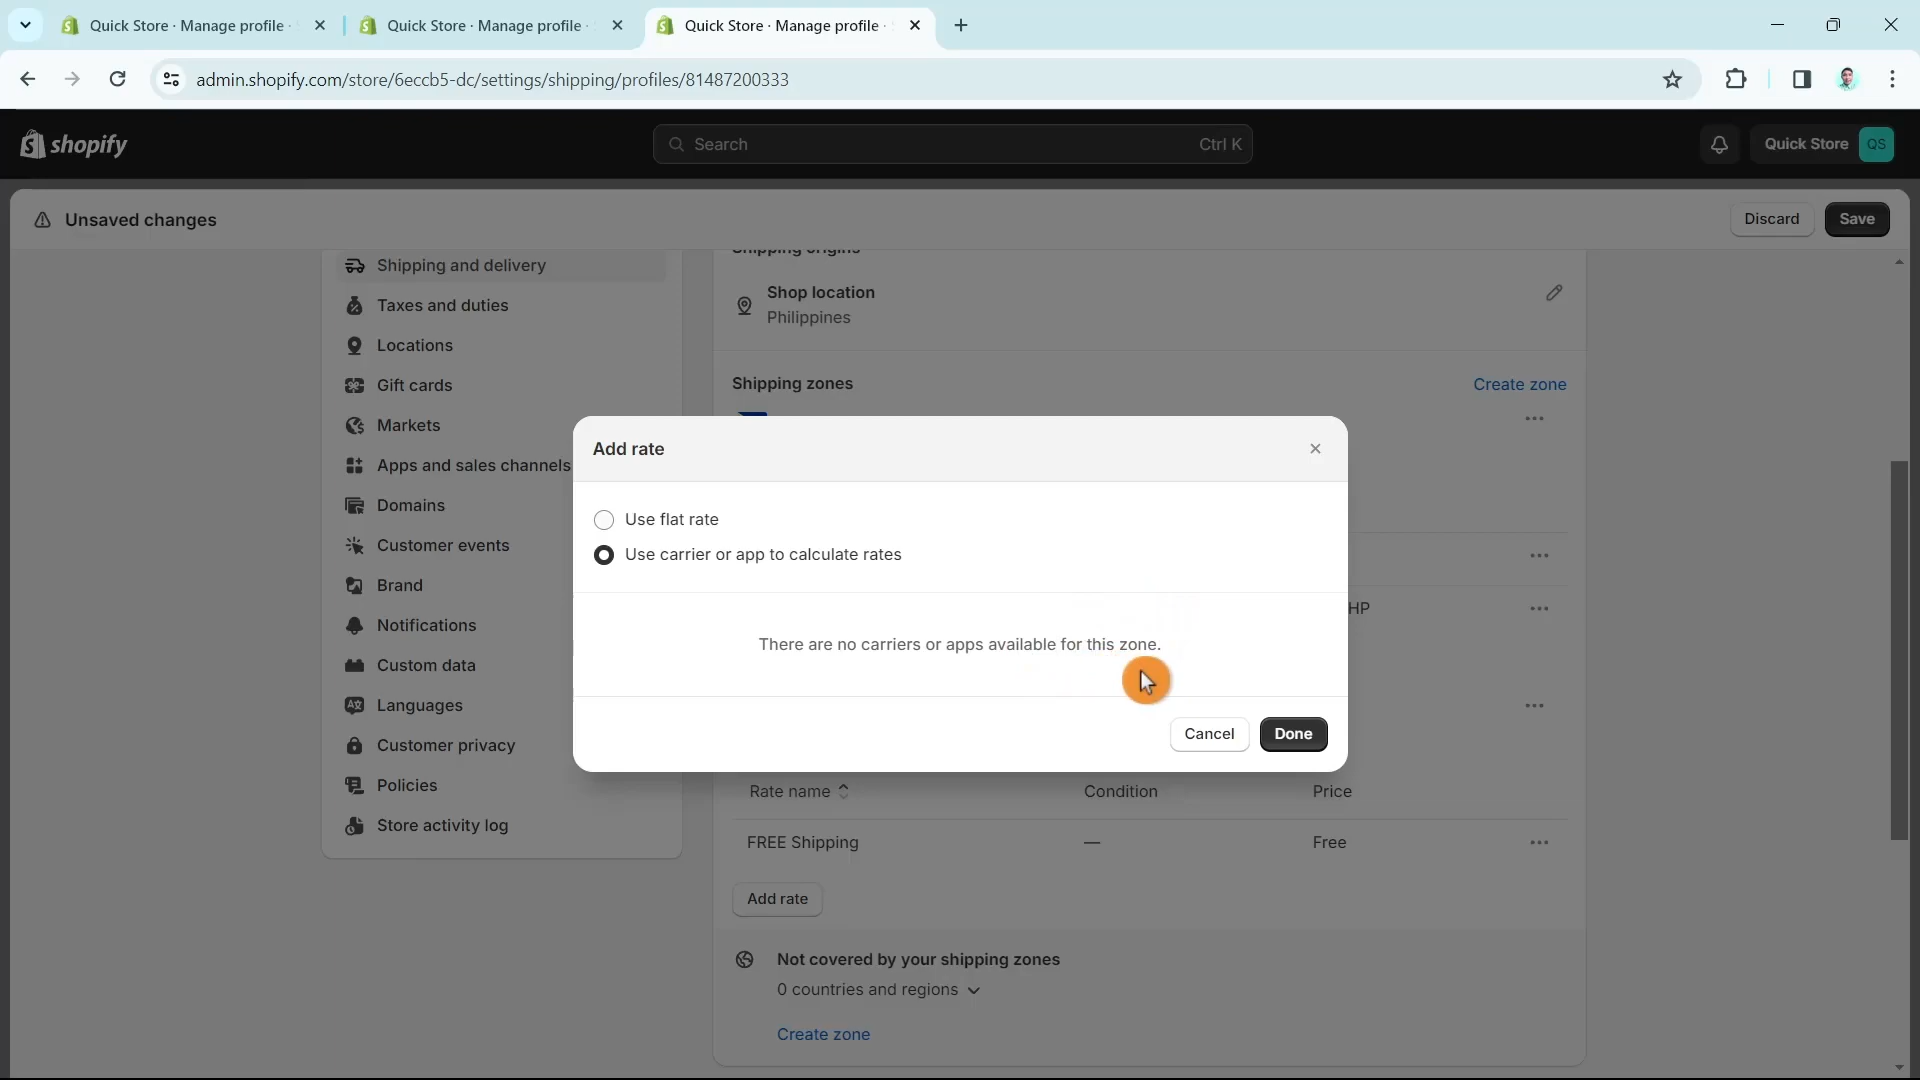 Quick Store · Manage profile ·
Quick Store · Manage profile ·
Quick Store · Manage profile ·
admin.shopify.com/store/6eccb5-dc/settings/shipping/profiles/81487200333
shopify
Search
Ctrl K
Quick Store
QS
Unsaved changes
Discard
Save
Shipping and delivery
Taxes and duties
Locations
Gift cards
Markets
Apps and sales channels
Domains
Customer events
Brand
Notifications
Custom data
Languages
Customer privacy
Policies
Store activity log
Shipping origins
Shop location
Philippines
Shipping zones
Create zone
Add rate
Use flat rate
Use carrier or app to calculate rates
There are no carriers or apps available for this zone.
HP
Cancel
Done
Rate name
Condition
Price
FREE Shipping
—
Free
Add rate
Not covered by your shipping zones
0 countries and regions
Create zone